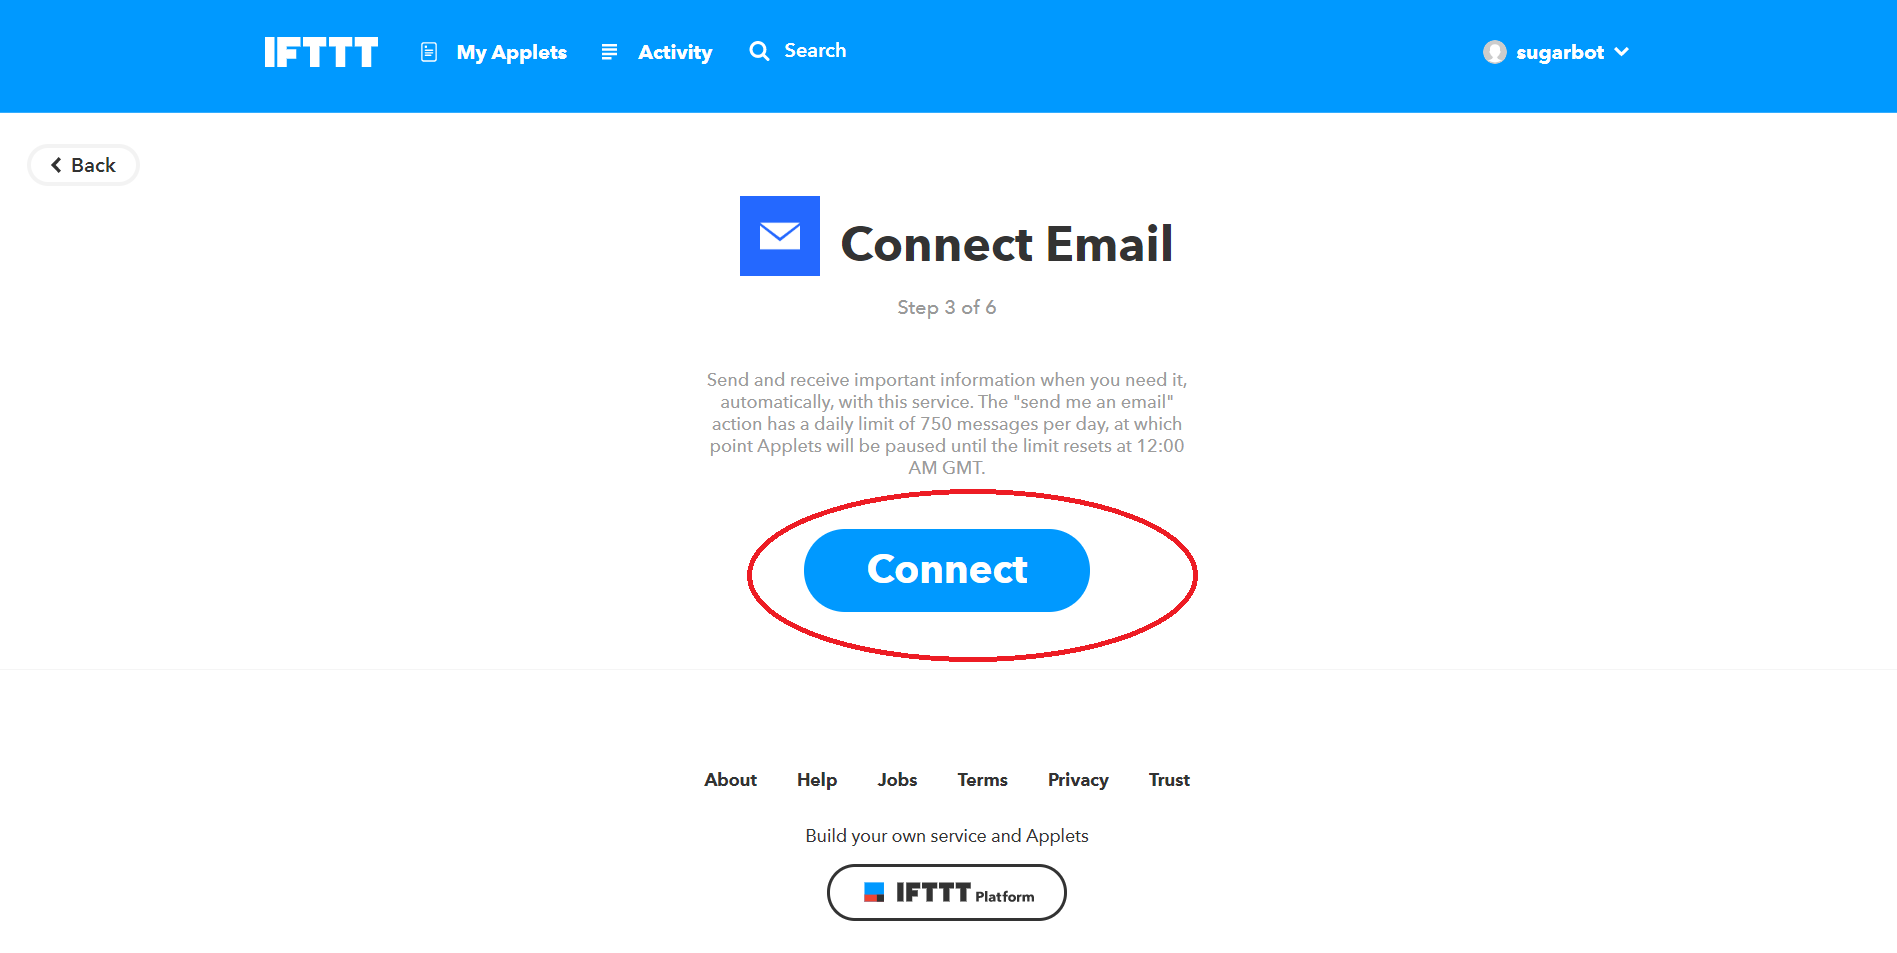 IFTTT My Applets Activity Search sugarbot
Back
Connect Email
Step 3 of 6
Send and receive important information when you need it,
automatically, with this service. The "send me an email"
action has a daily limit of 750 messages per day, at which
point Applets will be paused until the limit resets at 12:00
AM GMT.
Connect
About Help Jobs Terms Privacy Trust
Build your own service and Applets
IFTTT Platform